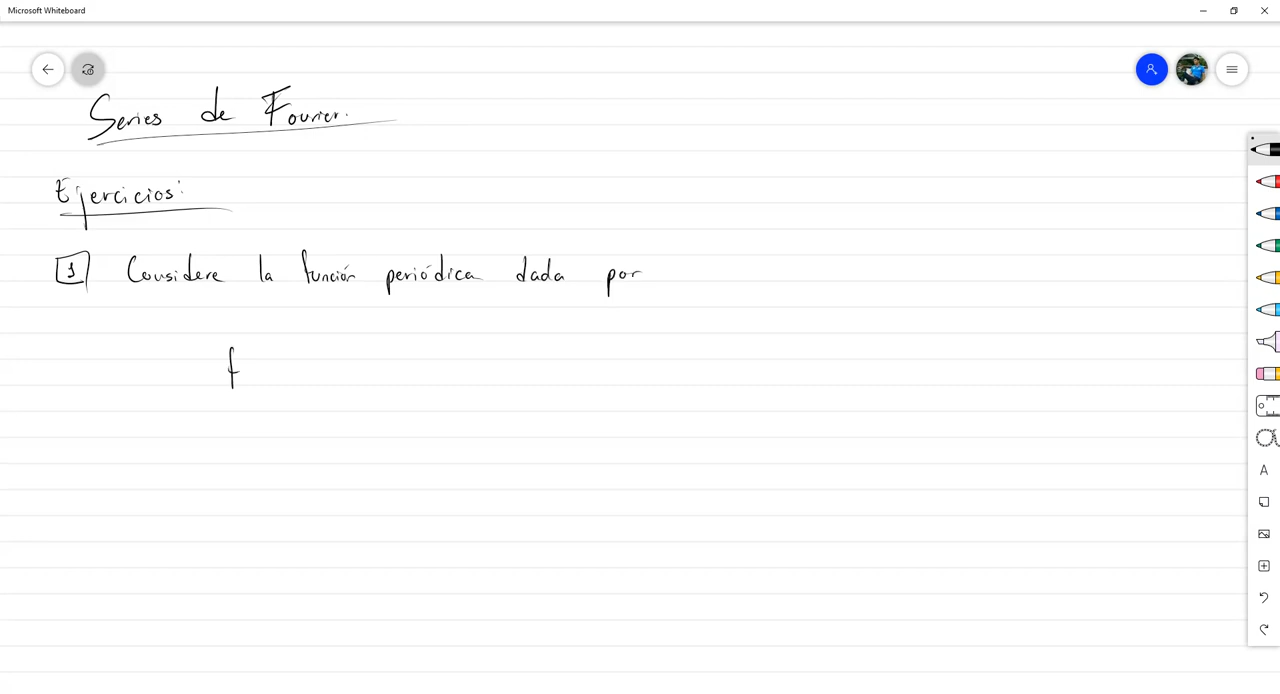 Microsoft Whiteboard
Series de Fourier.
Ejercicios:
1 Considere la función periódica dada por
f
A